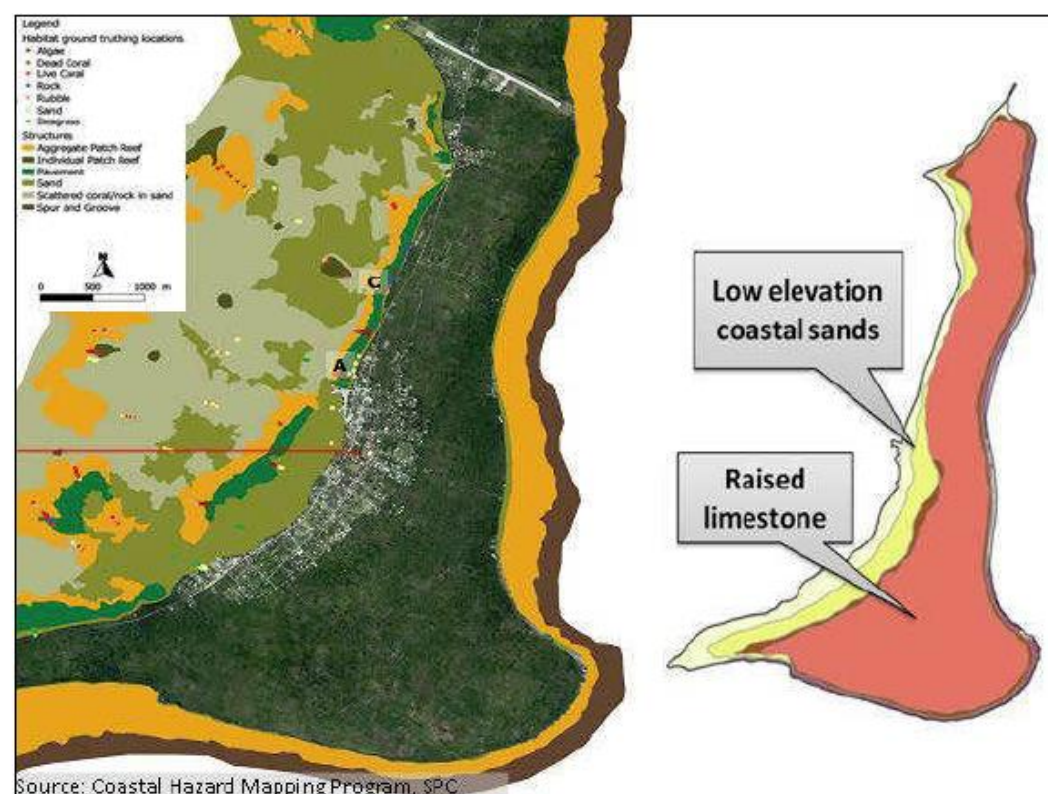 Legend
Habitat ground truthing locations
Algae
Dead Coral
Live Coral
Rock
Rubble
Sand
Seagrass
Structures
Aggregate Patch Reef
Individual Patch Reef
Pavement
Sand
Scattered coral/rock in sand
Spur and Groove
N
0 500 1000 m
C
A
Low elevation
coastal sands
Raised
limestone
Source: Coastal Hazard Mapping Program, SPC